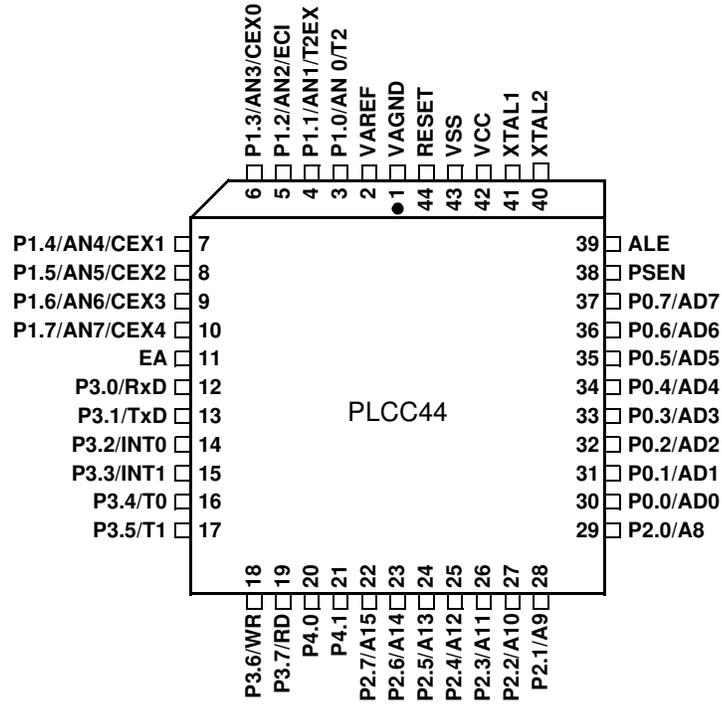 P1.3/AN3/CEX0
P1.2/AN2/ECI
P1.1/AN1/T2EX
P1.0/AN 0/T2
VAREF
VAGND
RESET
VSS
VCC
XTAL1
XTAL2
6 5 4 3 2 1 44 43 42 41 40
P1.4/AN4/CEX1 7 39 ALE
P1.5/AN5/CEX2 8 38 PSEN
P1.6/AN6/CEX3 9 37 P0.7/AD7
P1.7/AN7/CEX4 10 36 P0.6/AD6
EA 11 35 P0.5/AD5
P3.0/RxD 12 34 P0.4/AD4
P3.1/TxD 13 PLCC44 33 P0.3/AD3
P3.2/INT0 14 32 P0.2/AD2
P3.3/INT1 15 31 P0.1/AD1
P3.4/T0 16 30 P0.0/AD0
P3.5/T1 17 29 P2.0/A8
18 19 20 21 22 23 24 25 26 27 28
P3.6/WR
P3.7/RD
P4.0
P4.1
P2.7/A15
P2.6/A14
P2.5/A13
P2.4/A12
P2.3/A11
P2.2/A10
P2.1/A9